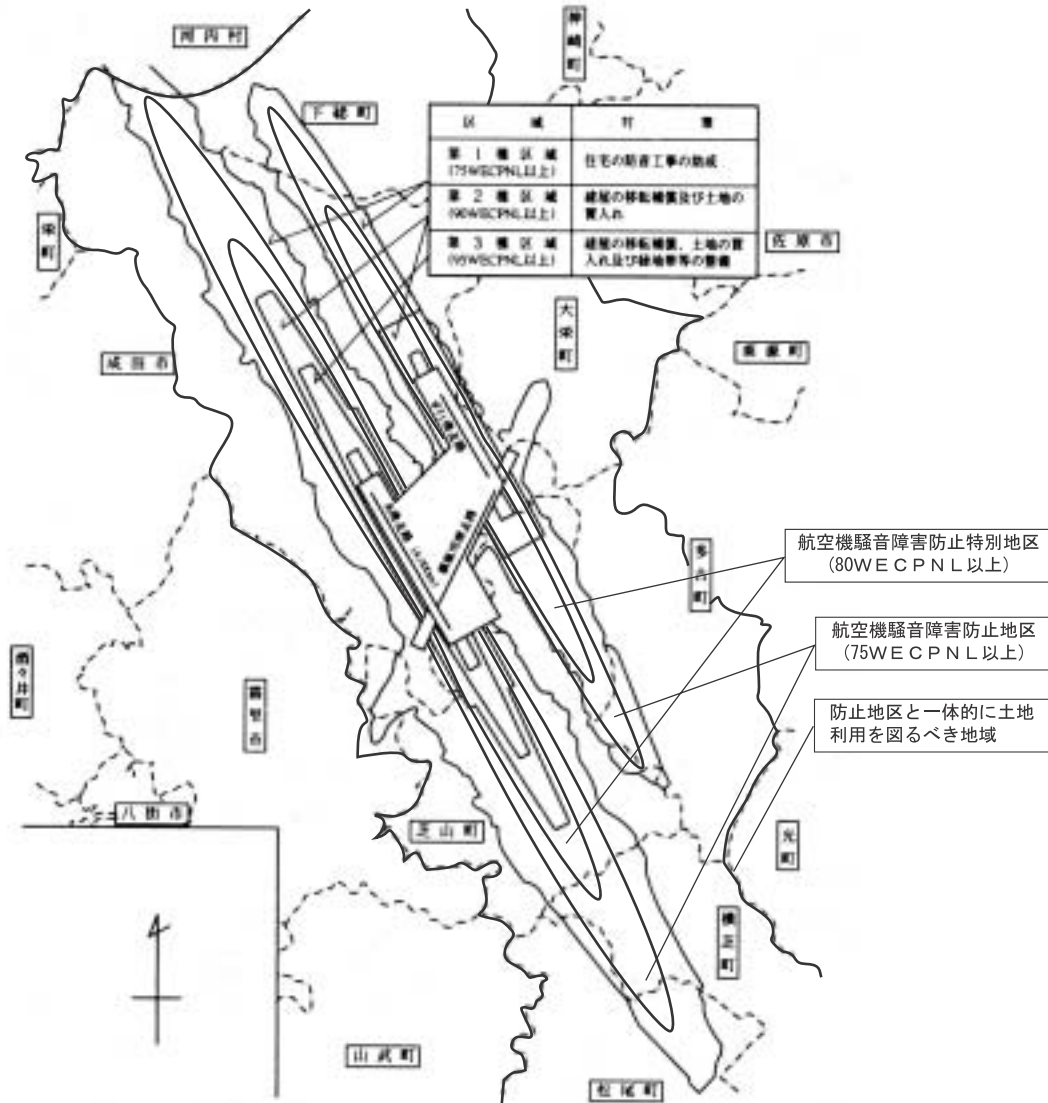 河内村
神崎町
下総町
区域
対策
第1種区域
(75WECPNL以上)
住宅の防音工事の助成
第2種区域
(90WECPNL以上)
建屋の移転補償及び土地の
買入れ
第3種区域
(95WECPNL以上)
建屋の移転補償、土地の買
入れ及び緑地帯等の整備
栄町
佐原市
大栄町
栗源町
成田市
航空機騒音障害防止特別地区
(80WECPNL以上)
多古町
航空機騒音障害防止地区
(75WECPNL以上)
酒々井町
富里市
防止地区と一体的に土地
利用を図るべき地域
八街市
芝山町
光町
横芝町
山武町
松尾町